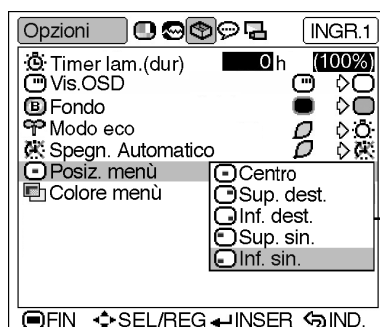 Opzioni INGR.1
Timer lam.(dur) 0 h (100%)
Vis.OSD
B Fondo
Modo eco
Spegn. Automatico
Posiz. menù
Colore menù
Centro
Sup. dest.
Inf. dest.
Sup. sin.
Inf. sin.
FIN SEL/REG INSER IND.